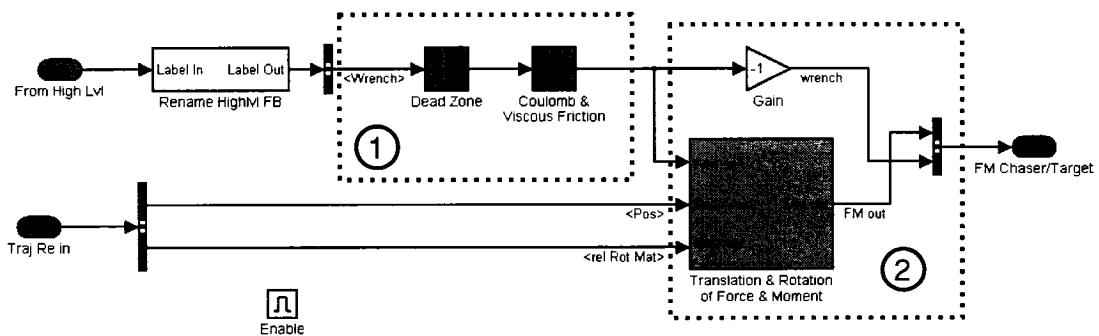 From High Lvl
Label In
Label Out
Rename Highlvl FB
<Wrench>
Dead Zone
Coulomb &
Viscous Friction
1
-1
wrench
Gain
FM Chaser/Target
Traj Re in
<Pos>
<rel Rot Mat>
FM out
Translation & Rotation
of Force & Moment
2
Enable